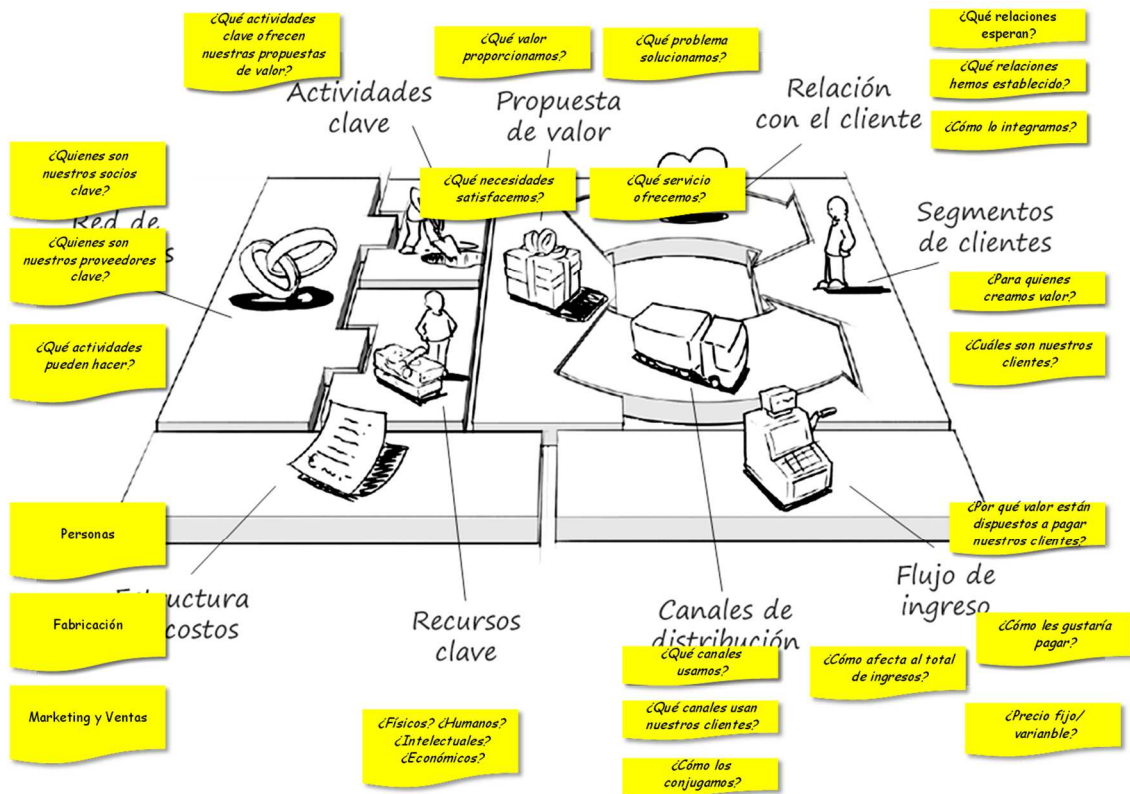 ¿Qué actividades
clave ofrecen
nuestras propuestas
de valor?
¿Qué valor
proporcionamos?
¿Qué problema
solucionamos?
¿Qué relaciones
esperan?
¿Qué relaciones
hemos establecido?
¿Cómo lo integramos?
Actividades
clave
Propuesta
de valor
Relación
con el cliente
¿Quienes son
nuestros socios
clave?
¿Qué necesidades
satisfacemos?
¿Qué servicio
ofrecemos?
Red de
¿Quienes son
nuestros proveedores
clave?
Segmentos
de clientes
¿Para quienes
creamos valor?
¿Qué actividades
pueden hacer?
¿Cuáles son nuestros
clientes?
Personas
¿Por qué valor están
dispuestos a pagar
nuestros clientes?
Fabricación
costos
Recursos
clave
Canales de
distribución
Flujo de
ingreso
Marketing y Ventas
¿Físicos? ¿Humanos?
¿Intelectuales?
¿Económicos?
¿Qué canales
usamos?
¿Qué canales usan
nuestros clientes?
¿Cómo los
conjugamos?
¿Cómo afecta al total
de ingresos?
¿Cómo les gustaría
pagar?
¿Precio fijo/
varianble?